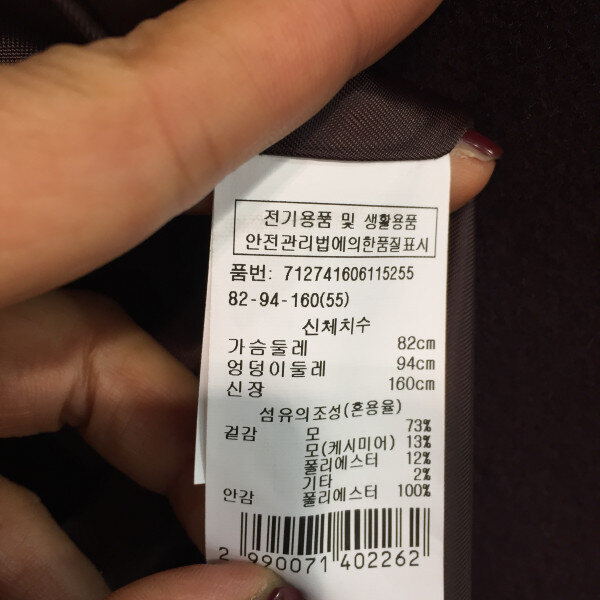 전기용품 및 생활용품
안전관리법에의한품질표시
품번: 712741606115255
82-94-160(55)
신체치수
가슴둘레 82cm
엉덩이둘레 94cm
신장 160cm
섬유의조성(혼용율)
겉감 모 73%
모(케시미어) 13%
폴리에스터 12%
기타 2%
안감 폴리에스터 100%
2 990071 402262